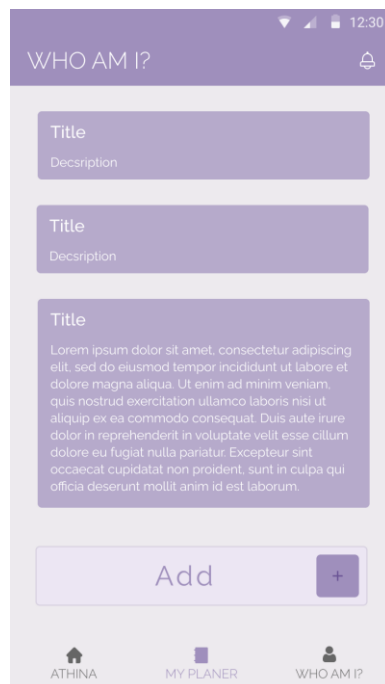 12:30
WHO AM I?
Title
Decsription
Title
Decsription
Title
Lorem ipsum dolor sit amet, consectetur adipiscing
elit, sed do eiusmod tempor incididunt ut labore et
dolore magna aliqua. Ut enim ad minim veniam,
quis nostrud exercitation ullamco laboris nisi ut
aliquip ex ea commodo consequat. Duis aute irure
dolor in reprehenderit in voluptate velit esse cillum
dolore eu fugiat nulla pariatur. Excepteur sint
occaecat cupidatat non proident, sunt in culpa qui
officia deserunt mollit anim id est laborum.
Add +
ATHINA MY PLANER WHO AM I?